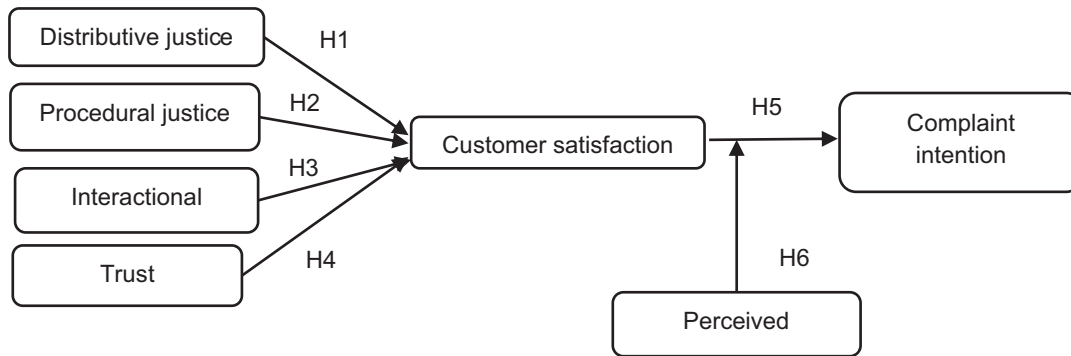 Distributive justice
H1
Procedural justice
H2
Interactional
H3
Trust
H4
Customer satisfaction
H5
Complaint
intention
H6
Perceived